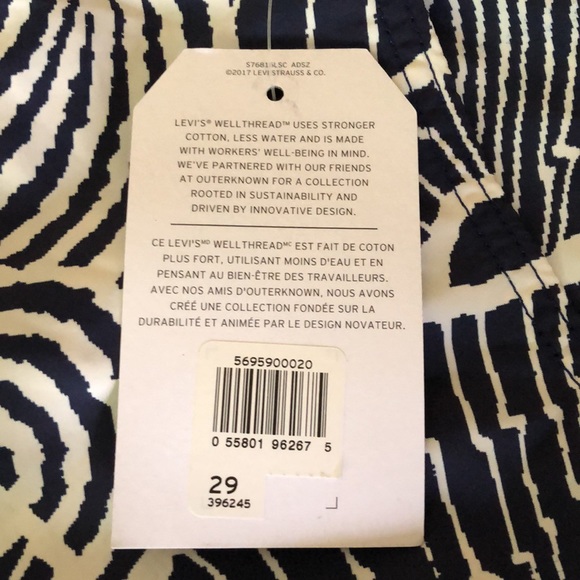 S76815LSC ADSZ
©2017 LEVI STRAUSS & CO.
LEVI'S® WELLTHREAD™ USES STRONGER
COTTON, LESS WATER AND IS MADE
WITH WORKERS' WELL-BEING IN MIND.
WE'VE PARTNERED WITH OUR FRIENDS
AT OUTERKNOWN FOR A COLLECTION
ROOTED IN SUSTAINABILITY AND
DRIVEN BY INNOVATIVE DESIGN.
CE LEVI'S MD WELLTHREAD MC EST FAIT DE COTON
PLUS FORT, UTILISANT MOINS D'EAU ET EN
PENSANT AU BIEN-ÊTRE DES TRAVAILLEURS.
AVEC NOS AMIS D'OUTERKNOWN, NOUS AVONS
CRÉÉ UNE COLLECTION FONDÉE SUR LA
DURABILITÉ ET ANIMÉE PAR LE DESIGN NOVATEUR.
5695900020
0 55801 96267 5
29
396245